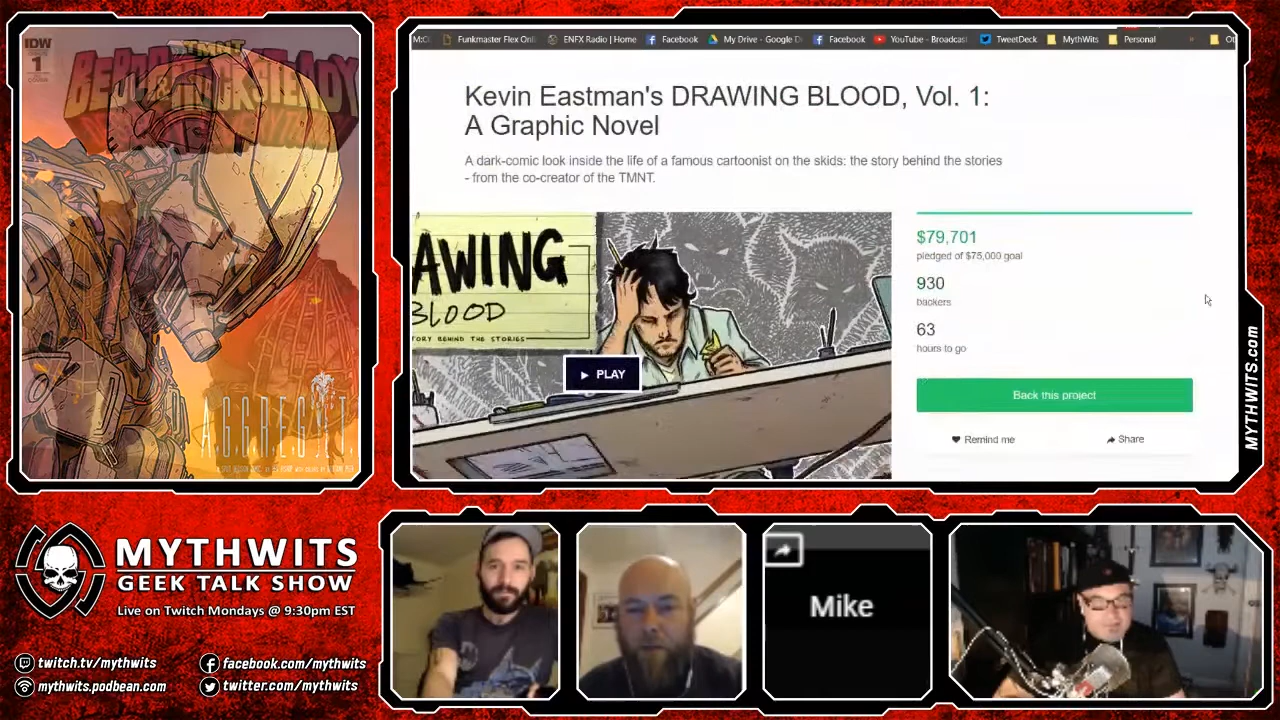 IDW
1
TMNT
M:G
Funkmaster Flex Onl
ENFX Radio | Home
Facebook
My Drive - Google D
Facebook
YouTube - Broadcast
TweetDeck
MythWits
Personal
»
Kevin Eastman's DRAWING BLOOD, Vol. 1:
A Graphic Novel
A dark-comic look inside the life of a famous cartoonist on the skids: the story behind the stories
- from the co-creator of the TMNT.
AWING
BLOOD
TORY BEHIND THE STORIES
PLAY
$79,701
pledged of $75,000 goal
930
backers
63
hours to go
Back this project
Remind me
Share
MYTHWITS.com
MYTHWITS
GEEK TALK SHOW
Live on Twitch Mondays @ 9:30pm EST
twitch.tv/mythwits
facebook.com/mythwits
mythwits.podbean.com
twitter.com/mythwits
Mike